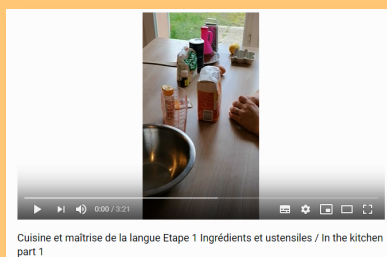 0:00 / 3:21
Cuisine et maîtrise de la langue Etape 1 Ingrédients et ustensiles / In the kitchen
part 1